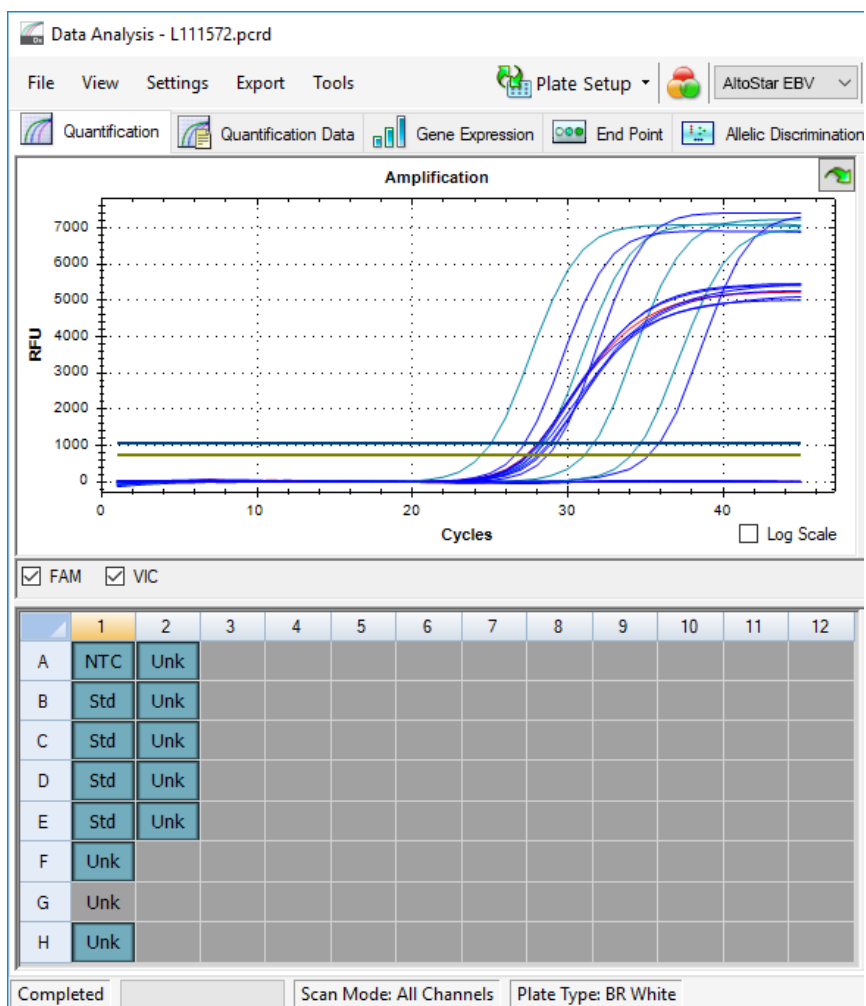 Data Analysis - L111572.pcrd
File View Settings Export Tools Plate Setup AltoStar EBV
Quantification Quantification Data Gene Expression End Point Allelic Discrimination
Amplification
7000
6000
5000
4000
3000
2000
1000
0
RFU
0 10 20 30 40
Cycles
Log Scale
FAM VIC
1 2 3 4 5 6 7 8 9 10 11 12
A NTC Unk
B Std Unk
C Std Unk
D Std Unk
E Std Unk
F Unk
G Unk
H Unk
Completed Scan Mode: All Channels Plate Type: BR White